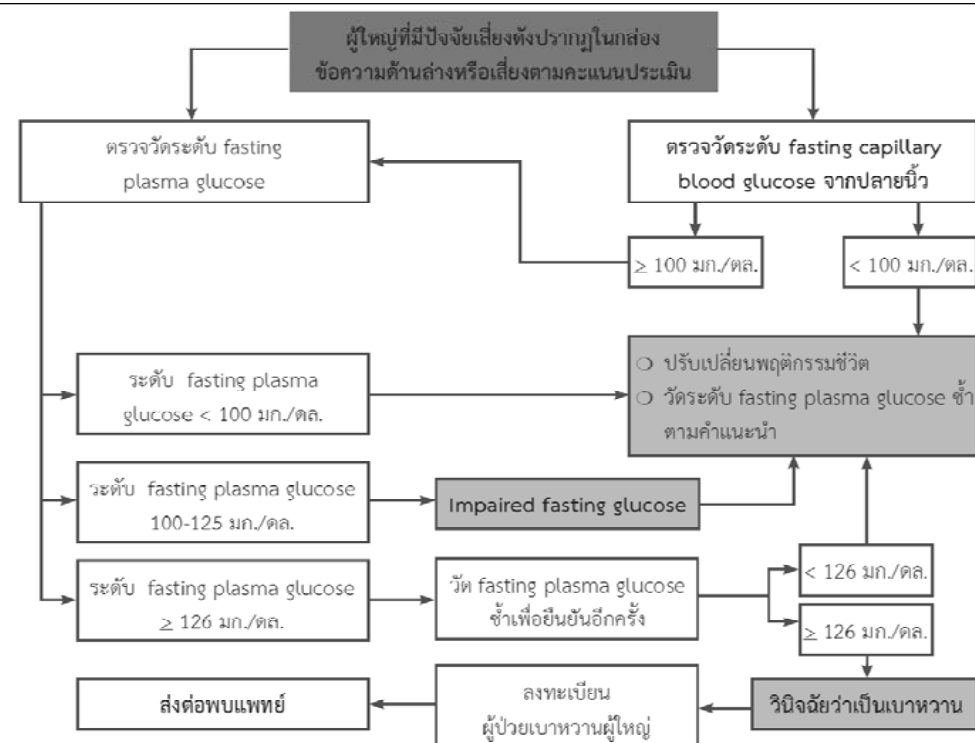 ผู้ใหญ่ที่มีปัจจัยเสี่ยงดังปรากฏในกล่อง
ข้อความด้านล่างหรือเสี่ยงตามคะแนนประเมิน
ตรวจวัดระดับ fasting
plasma glucose
ตรวจวัดระดับ fasting capillary
blood glucose จากปลายนิ้ว
≥ 100 มก./ดล.
< 100 มก./ดล.
ระดับ fasting plasma
glucose < 100 มก./ดล.
❍ ปรับเปลี่ยนพฤติกรรมชีวิต
❍ วัดระดับ fasting plasma glucose ซ้ำ
ตามคำแนะนำ
ระดับ fasting plasma glucose
100-125 มก./ดล.
Impaired fasting glucose
ระดับ fasting plasma glucose
≥ 126 มก./ดล.
วัด fasting plasma glucose
ซ้ำเพื่อยืนยันอีกครั้ง
< 126 มก./ดล.
≥ 126 มก./ดล.
ส่งต่อพบแพทย์
ลงทะเบียน
ผู้ป่วยเบาหวานผู้ใหญ่
วินิจฉัยว่าเป็นเบาหวาน